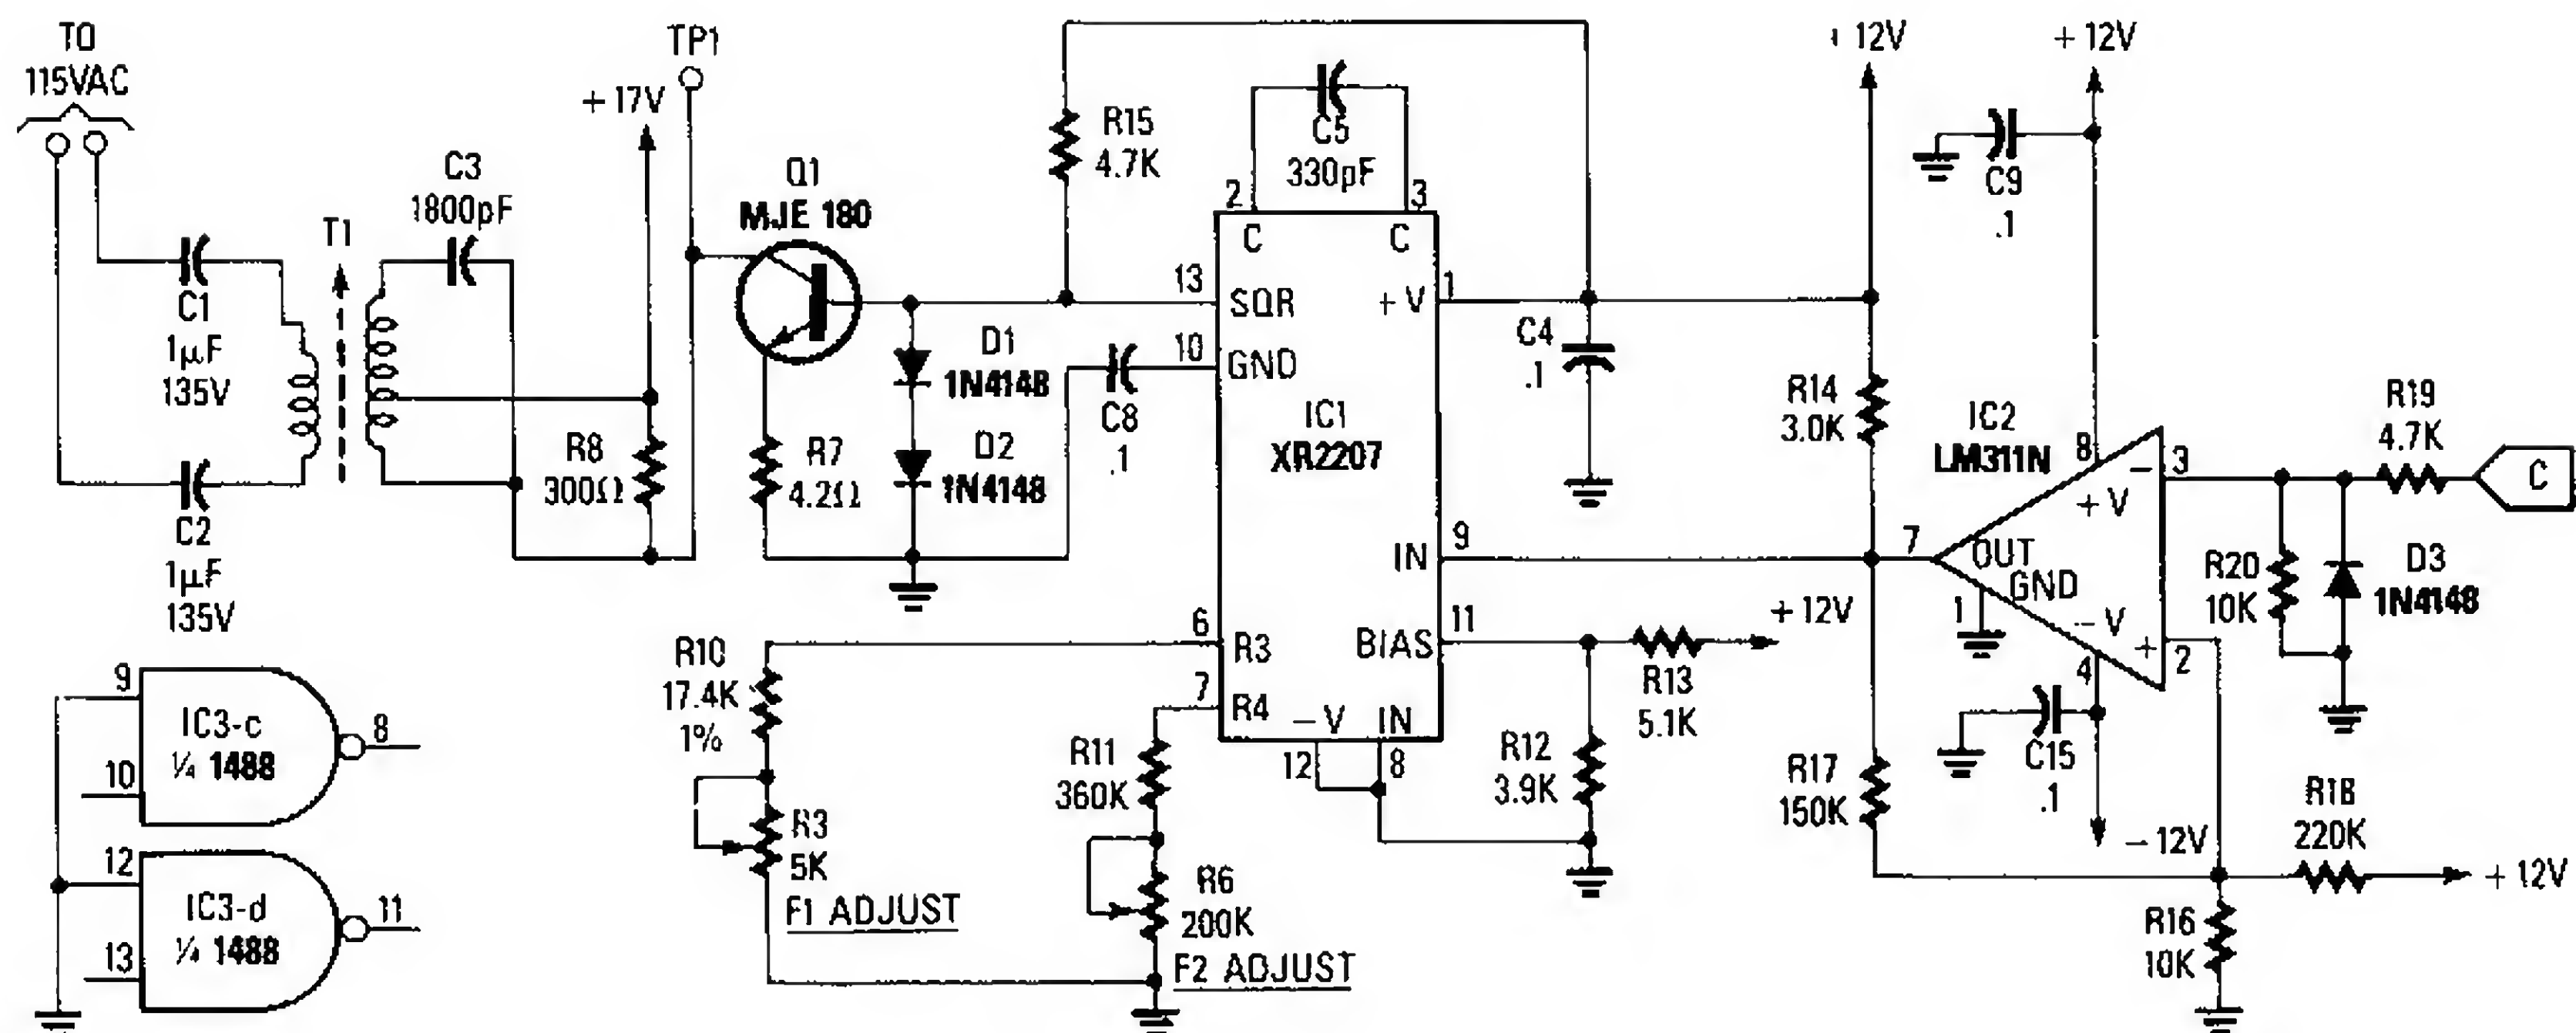 TO
115VAC
C1
1µF
135V
C2
1µF
135V
T1
C3
1800pF
+17V
TP1
R8
300Ω
Q1
MJE 180
R7
4.2Ω
D1
1N4148
D2
1N4148
R15
4.7K
C5
330pF
C8
.1
2
3
C
C
13
SQR
10
GND
+V
1
IC1
XR2207
IN
9
BIAS
11
6
R3
7
R4
-V
IN
12
8
C4
.1
+12V
R14
3.0K
R13
5.1K
+12V
R12
3.9K
R17
150K
+12V
C9
.1
IC2
LM311N
8
-
3
+V
7
OUT
GND
1
-V
4
+
2
C15
.1
-12V
R19
4.7K
C
R20
10K
D3
1N4148
R18
220K
+12V
R16
10K
R10
17.4K
1%
R3
5K
F1 ADJUST
R11
360K
R6
200K
F2 ADJUST
9
10
IC3-c
¼ 1488
8
12
13
IC3-d
¼ 1488
11